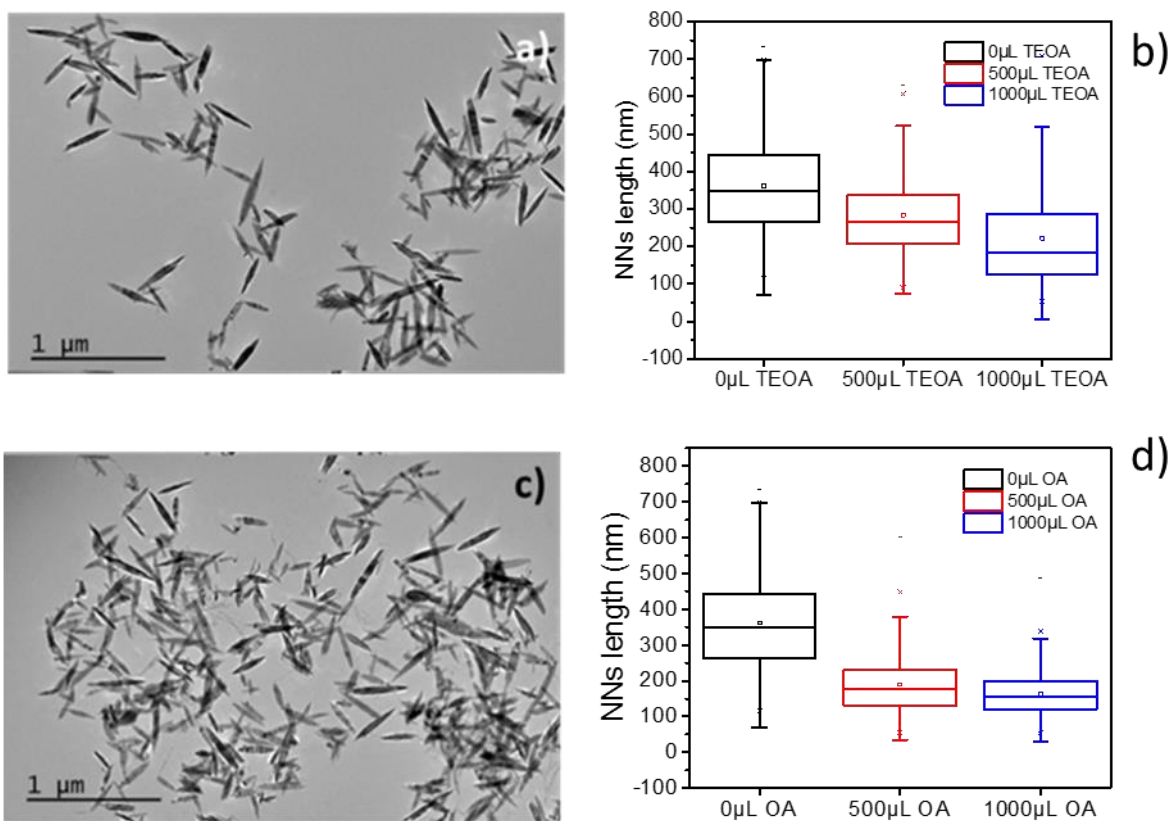 a)
1 µm
b)
NNs length (nm)
800
700
600
500
400
300
200
100
0
-100
0µL TEOA
500µL TEOA
1000µL TEOA
0µL TEOA
500µL TEOA
1000µL TEOA
c)
1 µm
d)
NNs length (nm)
800
700
600
500
400
300
200
100
0
-100
0µL OA
500µL OA
1000µL OA
0µL OA
500µL OA
1000µL OA